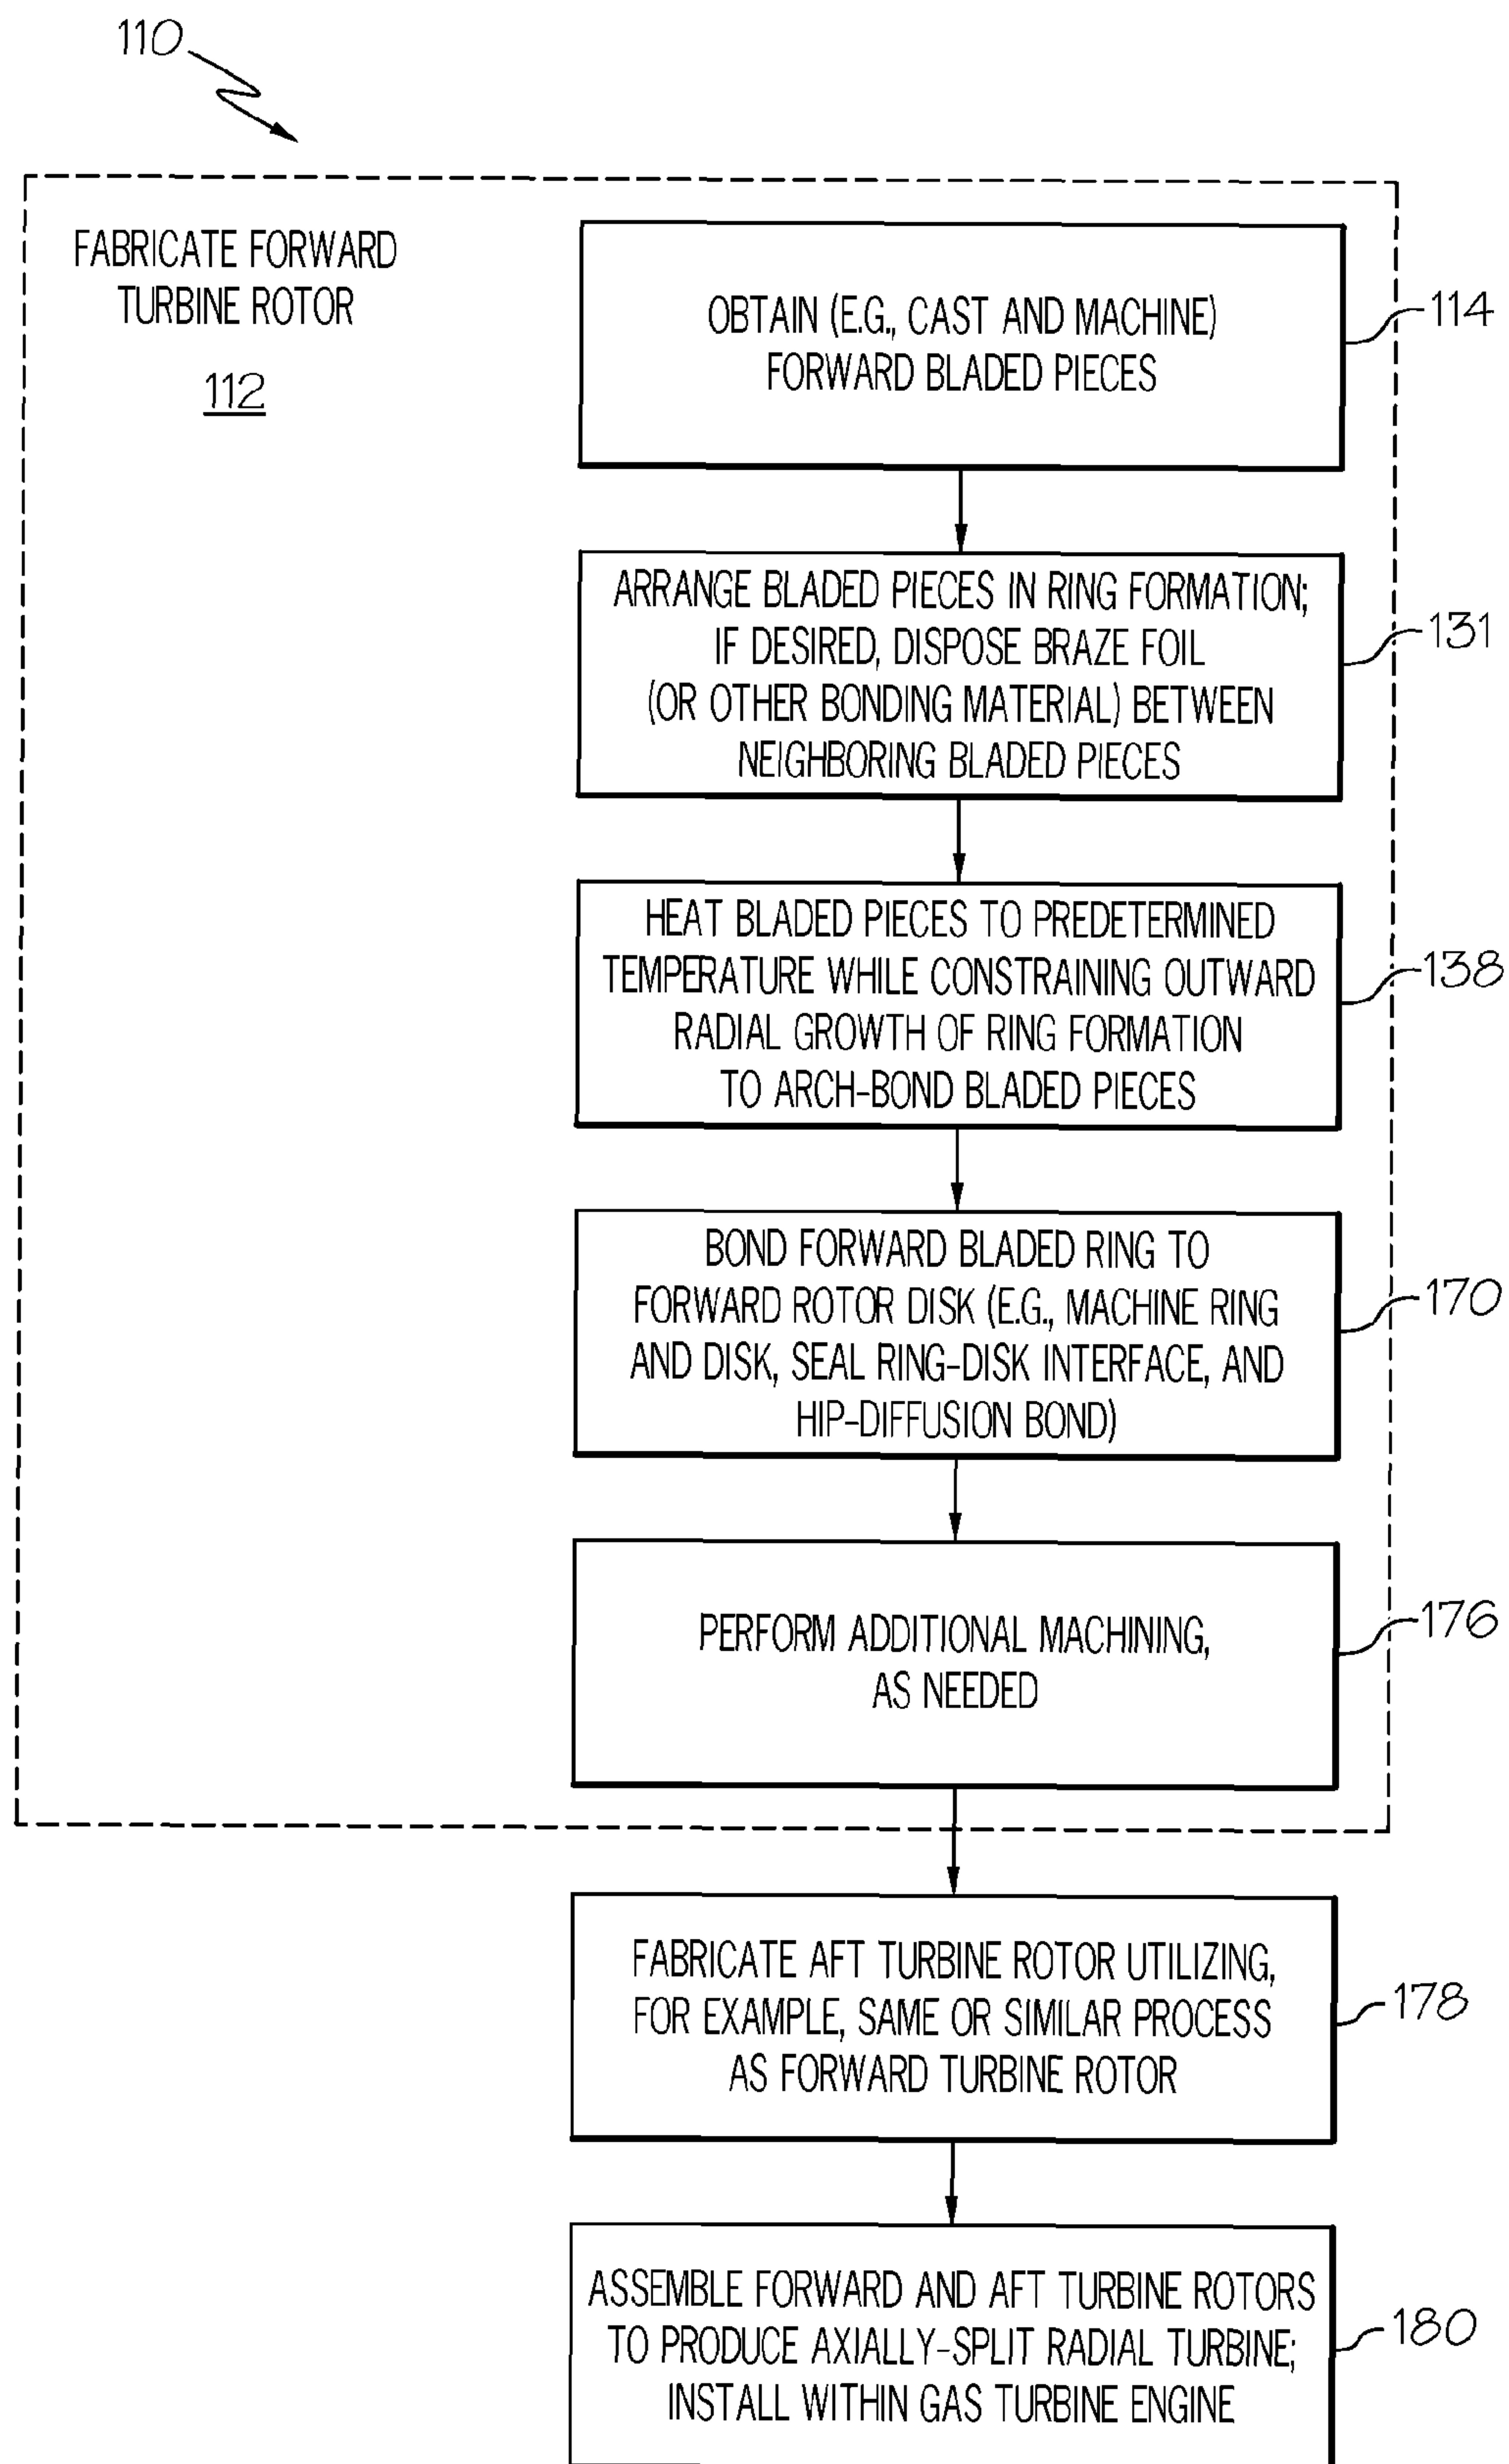 110
FABRICATE FORWARD
TURBINE ROTOR
112
OBTAIN (E.G., CAST AND MACHINE)
FORWARD BLADED PIECES
114
ARRANGE BLADED PIECES IN RING FORMATION;
IF DESIRED, DISPOSE BRAZE FOIL
(OR OTHER BONDING MATERIAL) BETWEEN
NEIGHBORING BLADED PIECES
131
HEAT BLADED PIECES TO PREDETERMINED
TEMPERATURE WHILE CONSTRAINING OUTWARD
RADIAL GROWTH OF RING FORMATION
TO ARCH-BOND BLADED PIECES
138
BOND FORWARD BLADED RING TO
FORWARD ROTOR DISK (E.G., MACHINE RING
AND DISK, SEAL RING-DISK INTERFACE, AND
HIP-DIFFUSION BOND)
170
PERFORM ADDITIONAL MACHINING,
AS NEEDED
176
FABRICATE AFT TURBINE ROTOR UTILIZING,
FOR EXAMPLE, SAME OR SIMILAR PROCESS
AS FORWARD TURBINE ROTOR
178
ASSEMBLE FORWARD AND AFT TURBINE ROTORS
TO PRODUCE AXIALLY-SPLIT RADIAL TURBINE;
INSTALL WITHIN GAS TURBINE ENGINE
180